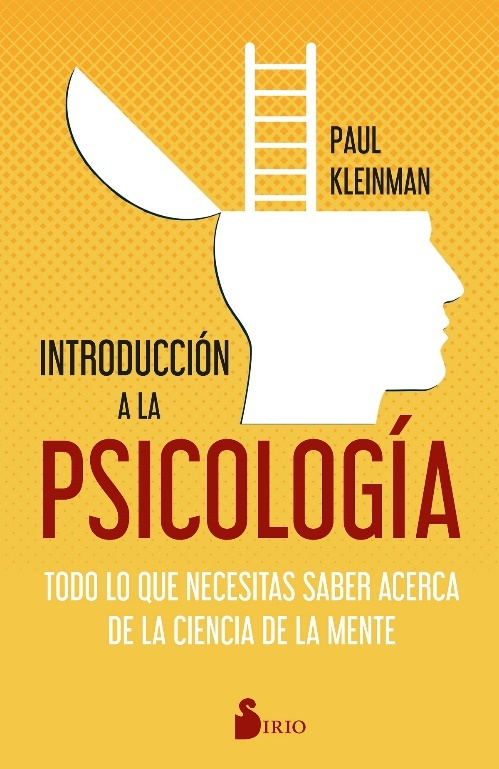 PAUL
KLEINMAN
INTRODUCCIÓN
A LA
PSICOLOGÍA
TODO LO QUE NECESITAS SABER ACERCA
DE LA CIENCIA DE LA MENTE
SIRIO